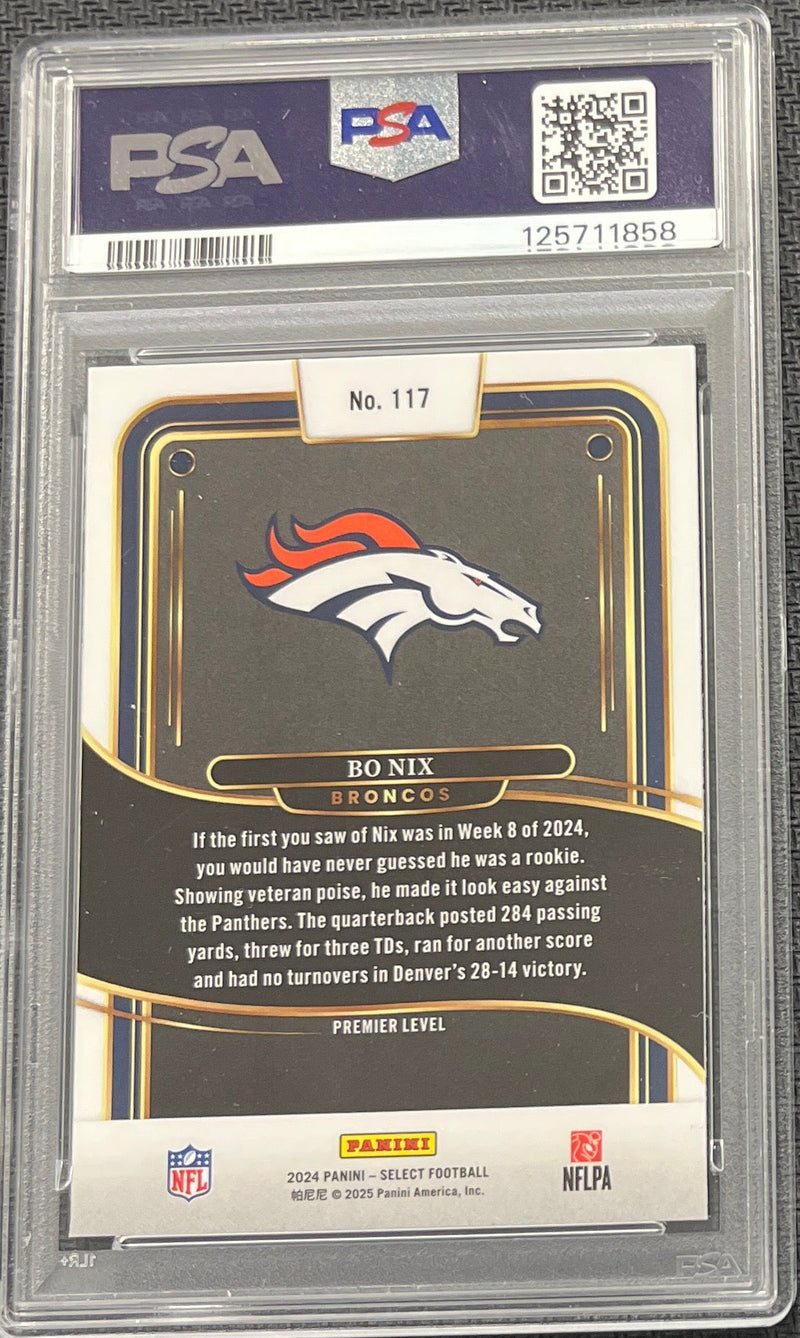 PSA
PSA
125711858
No. 117
BO NIX
BRONCOS
If the first you saw of Nix was in Week 8 of 2024,
you would have never guessed he was a rookie.
Showing veteran poise, he made it look easy against
the Panthers. The quarterback posted 284 passing
yards, threw for three TDs, ran for another score
and had no turnovers in Denver's 28-14 victory.
PREMIER LEVEL
PANINI
NFL
2024 PANINI – SELECT FOOTBALL
帕尼尼 © 2025 Panini America, Inc.
NFLPA
1LR+
PSA